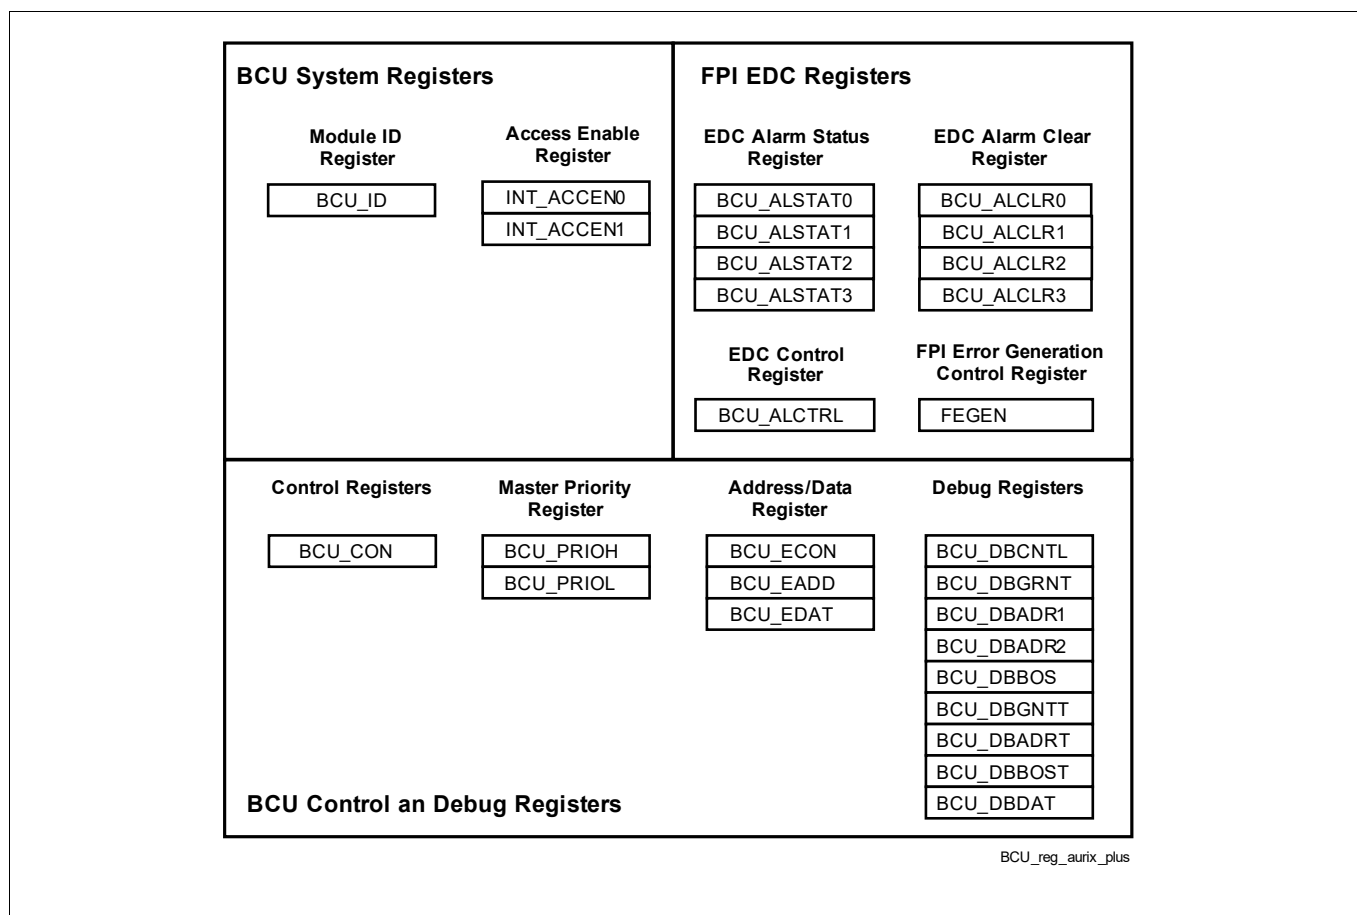 BCU System Registers
Module ID
Register
BCU_ID
Access Enable
Register
INT_ACCEN0
INT_ACCEN1
FPI EDC Registers
EDC Alarm Status
Register
BCU_ALSTAT0
BCU_ALSTAT1
BCU_ALSTAT2
BCU_ALSTAT3
EDC Alarm Clear
Register
BCU_ALCLR0
BCU_ALCLR1
BCU_ALCLR2
BCU_ALCLR3
EDC Control
Register
BCU_ALCTRL
FPI Error Generation
Control Register
FEGEN
Control Registers
BCU_CON
Master Priority
Register
BCU_PRIOH
BCU_PRIOL
Address/Data
Register
BCU_ECON
BCU_EADD
BCU_EDAT
Debug Registers
BCU_DBCNTL
BCU_DBGRNT
BCU_DBADR1
BCU_DBADR2
BCU_DBBOS
BCU_DBGNTT
BCU_DBADRT
BCU_DBBOST
BCU_DBDAT
BCU Control an Debug Registers
BCU_reg_aurix_plus